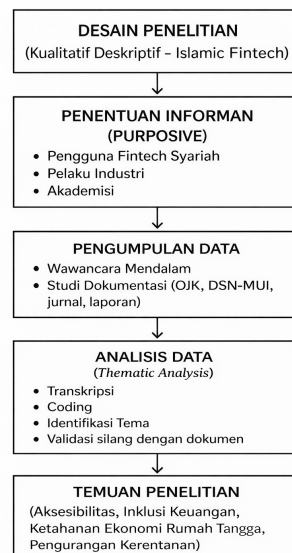 DESAIN PENELITIAN
(Kualitatif Deskriptif – Islamic Fintech)
PENENTUAN INFORMAN
(PURPOSIVE)
• Pengguna Fintech Syariah
• Pelaku Industri
• Akademisi
PENGUMPULAN DATA
• Wawancara Mendalam
• Studi Dokumentasi (OJK, DSN-MUI,
jurnal, laporan)
ANALISIS DATA
(Thematic Analysis)
• Transkripsi
• Coding
• Identifikasi Tema
• Validasi silang dengan dokumen
TEMUAN PENELITIAN
(Aksesibilitas, Inklusi Keuangan,
Ketahanan Ekonomi Rumah Tangga,
Pengurangan Kerentanan)